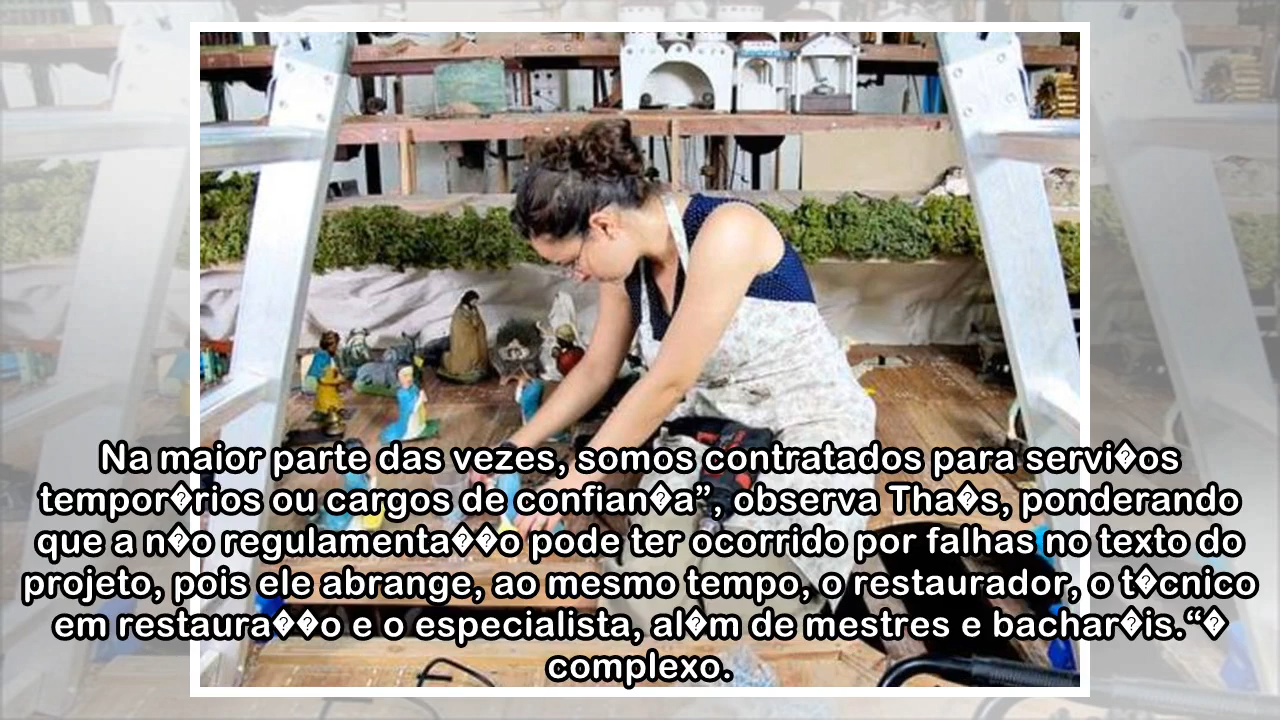 Na maior parte das vezes, somos contratados para servi�os
tempor�rios ou cargos de confian�a”, observa Tha�s, ponderando
que a n�o regulamenta��o pode ter ocorrido por falhas no texto do
projeto, pois ele abrange, ao mesmo tempo, o restaurador, o t�cnico
em restaura��o e o especialista, al�m de mestres e bachar�is.“�
complexo.